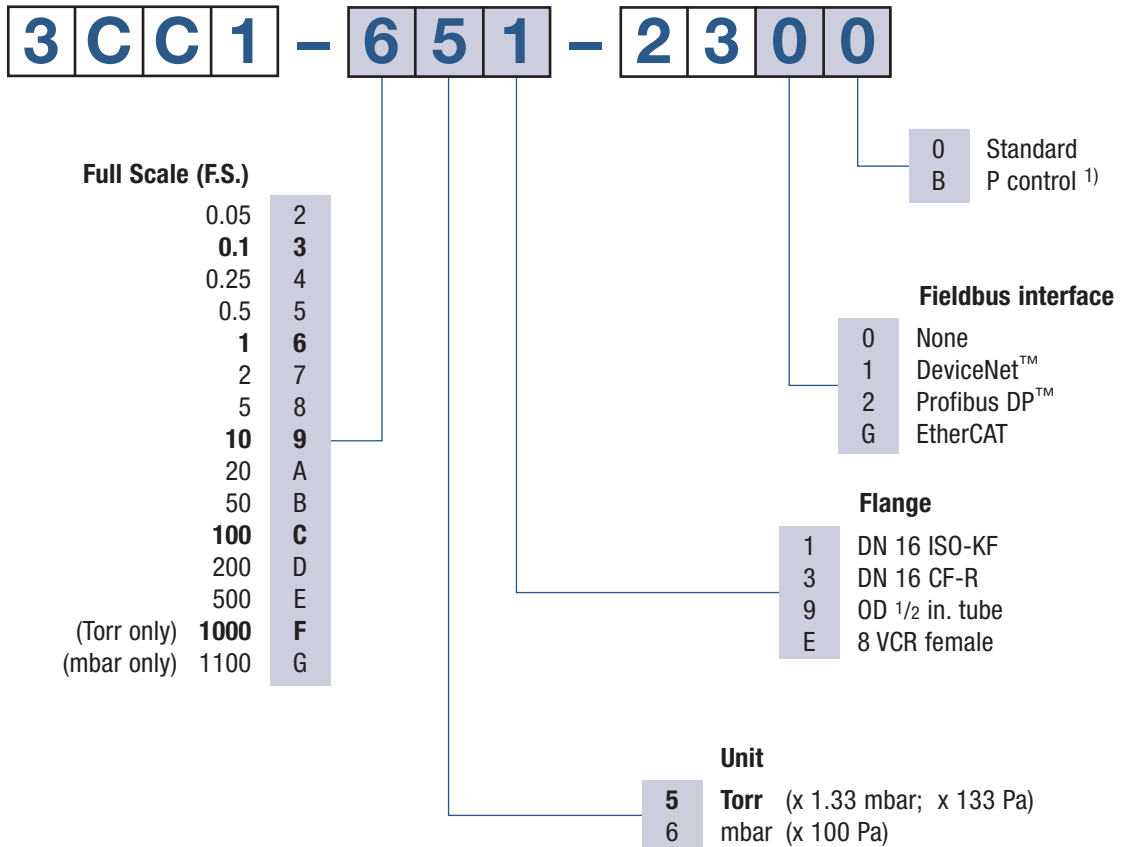 3CC1 – 651 – 2300
0 Standard
B P control 1)
Full Scale (F.S.)
0.05 2
0.1 3
0.25 4
0.5 5
1 6
2 7
5 8
10 9
20 A
50 B
100 C
200 D
500 E
(Torr only) 1000 F
(mbar only) 1100 G
Fieldbus interface
0 None
1 DeviceNet™
2 Profibus DP™
G EtherCAT
Flange
1 DN 16 ISO-KF
3 DN 16 CF-R
9 OD 1/2 in. tube
E 8 VCR female
Unit
5 Torr (x 1.33 mbar; x 133 Pa)
6 mbar (x 100 Pa)